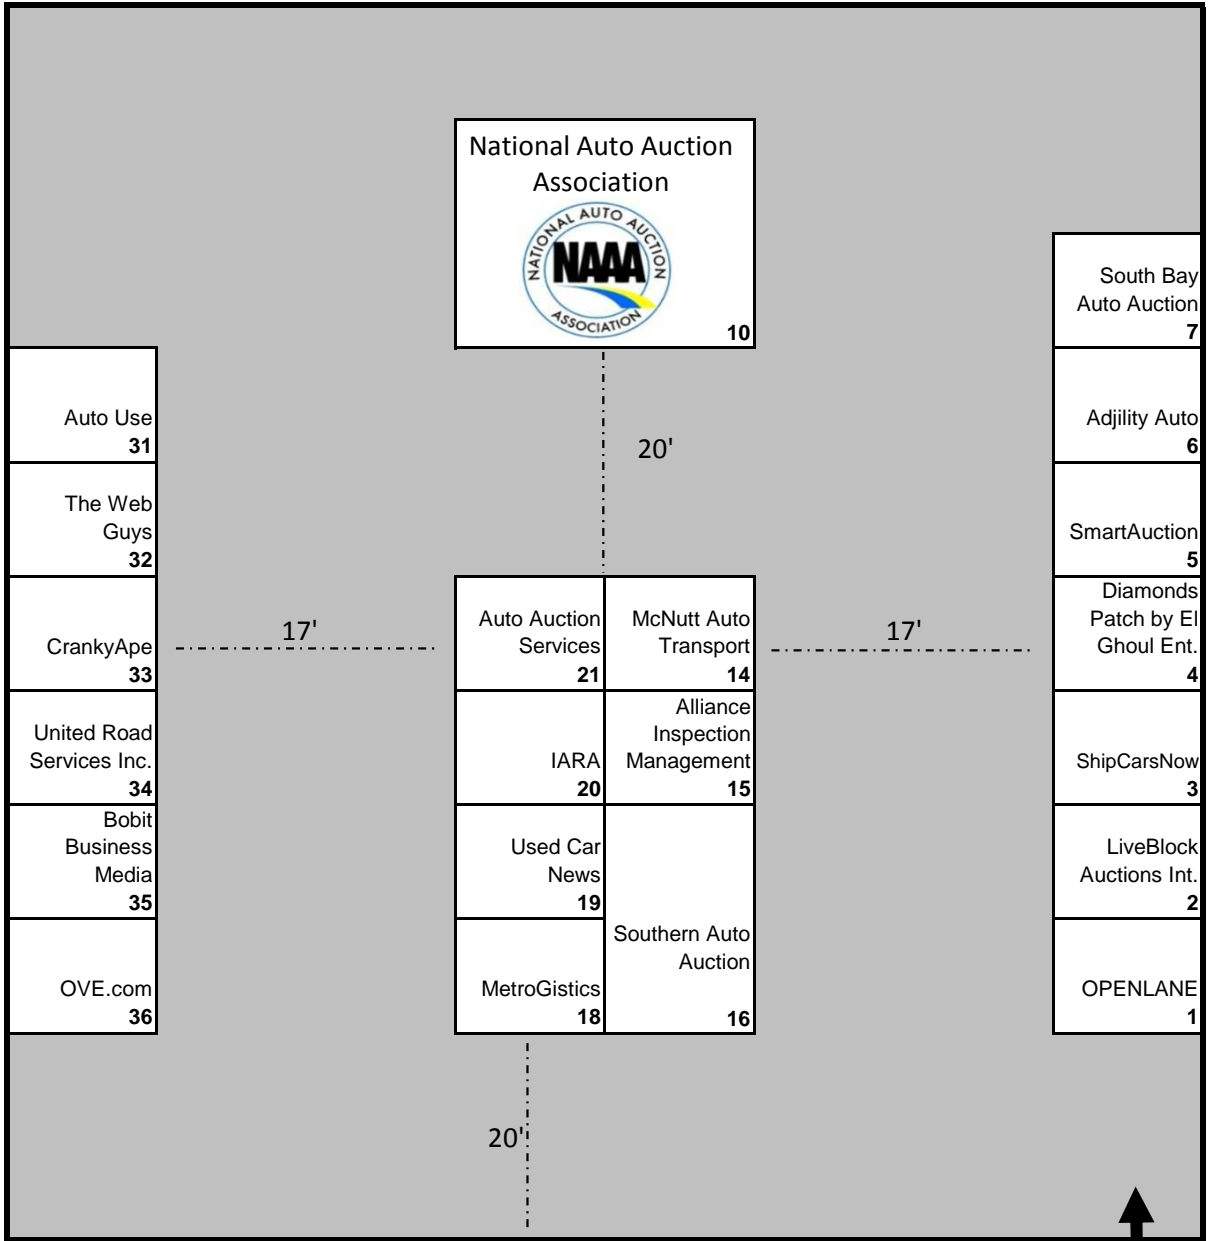 National Auto Auction
Association
NATIONAL AUTO AUCTION
NAAA
ASSOCIATION
10
South Bay
Auto Auction
7
Auto Use
31
20'
Adjility Auto
6
The Web
Guys
32
SmartAuction
5
CrankyApe
33
17'
Auto Auction
Services
21
McNutt Auto
Transport
14
17'
Diamonds
Patch by El
Ghoul Ent.
4
United Road
Services Inc.
34
IARA
20
Alliance
Inspection
Management
15
ShipCarsNow
3
Bobit
Business
Media
35
Used Car
News
19
Southern Auto
Auction
16
LiveBlock
Auctions Int.
2
OVE.com
36
MetroGistics
18
OPENLANE
1
20'